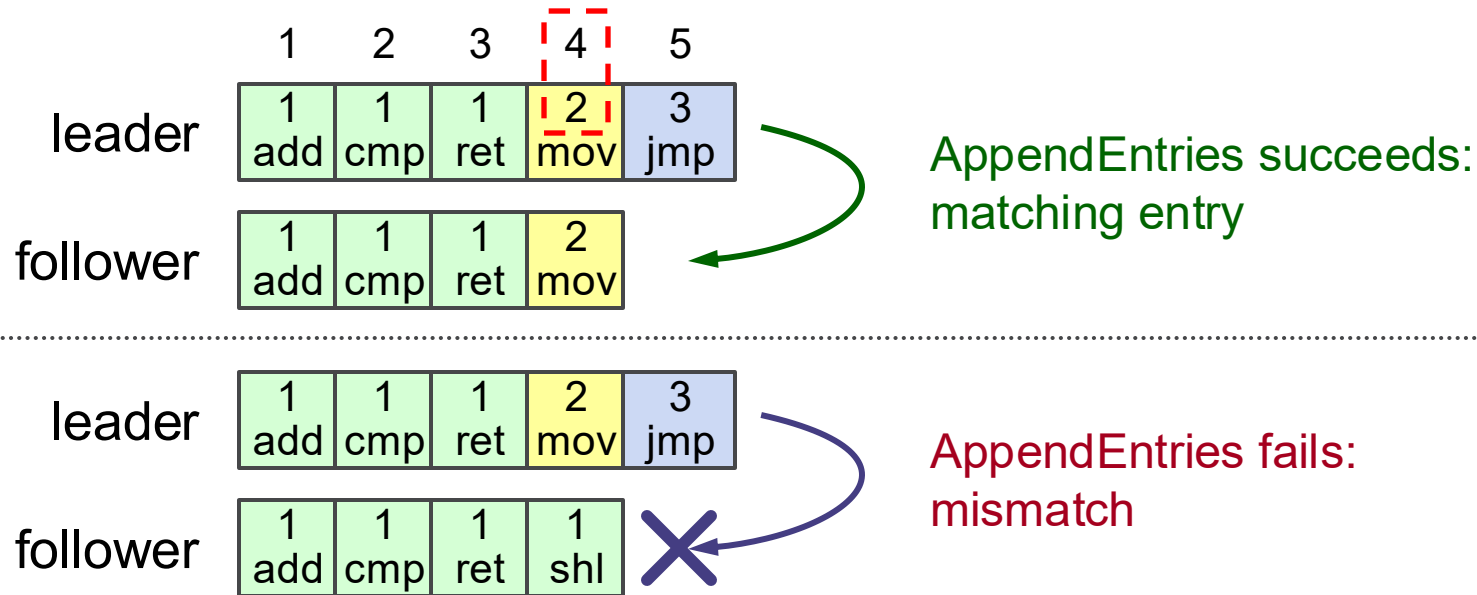 1 2 3 4 5
leader
1 1 1 2 3
add cmp ret mov jmp
AppendEntries succeeds:
matching entry
follower
1 1 1 2
add cmp ret mov
leader
1 1 1 2 3
add cmp ret mov jmp
AppendEntries fails:
mismatch
follower
1 1 1 1
add cmp ret shl